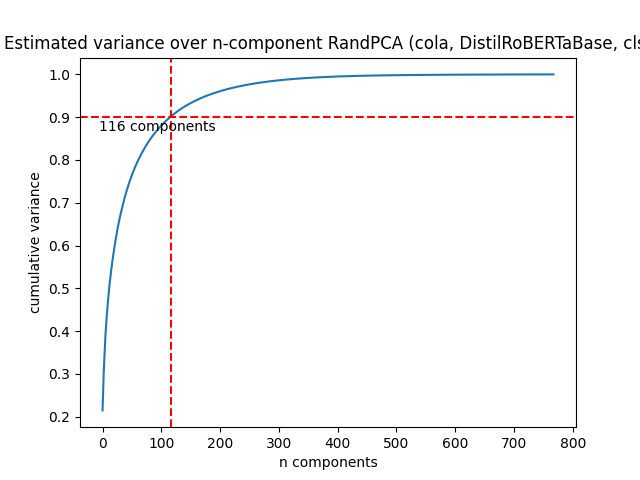 Estimated variance over n-component RandPCA (cola, DistilRoBERTaBase, cls
1.0
0.9
116 components
0.8
0.7
0.6
0.5
0.4
0.3
0.2
cumulative variance
0 100 200 300 400 500 600 700 800
n components